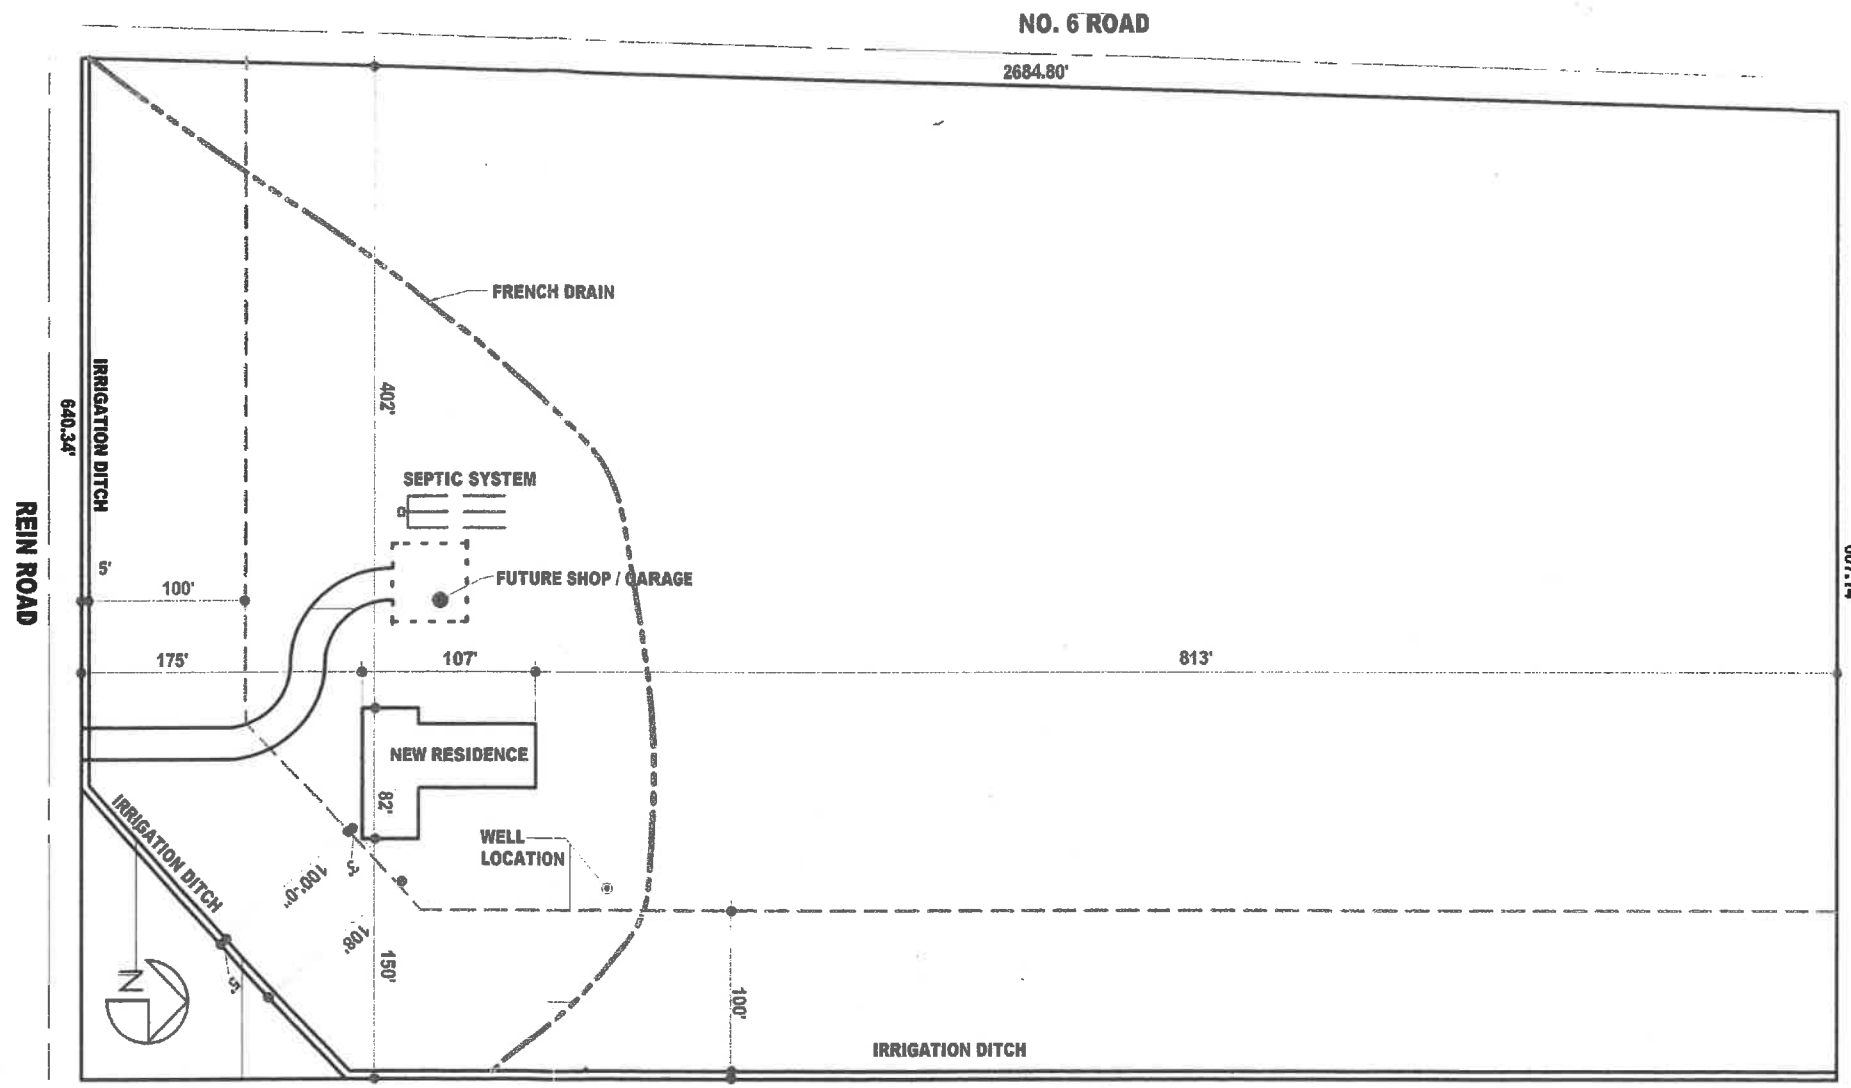 NO. 6 ROAD
2684.80'
FRENCH DRAIN
IRRIGATION DITCH
640.34'
REIN ROAD
402'
SEPTIC SYSTEM
FUTURE SHOP / GARAGE
5'
100'
175'
107'
813'
NEW RESIDENCE
82'
WELL
LOCATION
IRRIGATION DITCH
3'
100'-0"
108'
150'
5'
100'
N
IRRIGATION DITCH